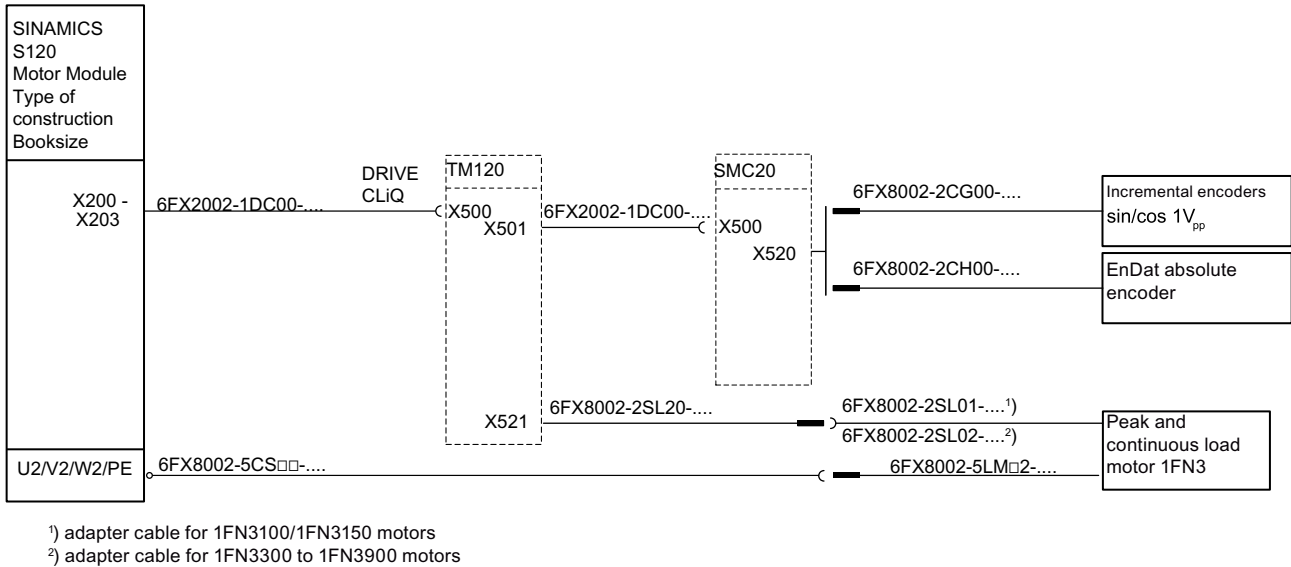 SINAMICS
S120
Motor Module
Type of
construction
Booksize
X200 -
X203
6FX2002-1DC00-....
DRIVE
CLiQ
TM120
X500
X501
6FX2002-1DC00-....
SMC20
X500
X520
6FX8002-2CG00-....
Incremental encoders
sin/cos 1Vpp
6FX8002-2CH00-....
EnDat absolute
encoder
X521
6FX8002-2SL20-....
6FX8002-2SL01-....¹)
6FX8002-2SL02-....²)
Peak and
continuous load
motor 1FN3
U2/V2/W2/PE
6FX8002-5CS□□-....
6FX8002-5LM□2-....
¹) adapter cable for 1FN3100/1FN3150 motors
²) adapter cable for 1FN3300 to 1FN3900 motors